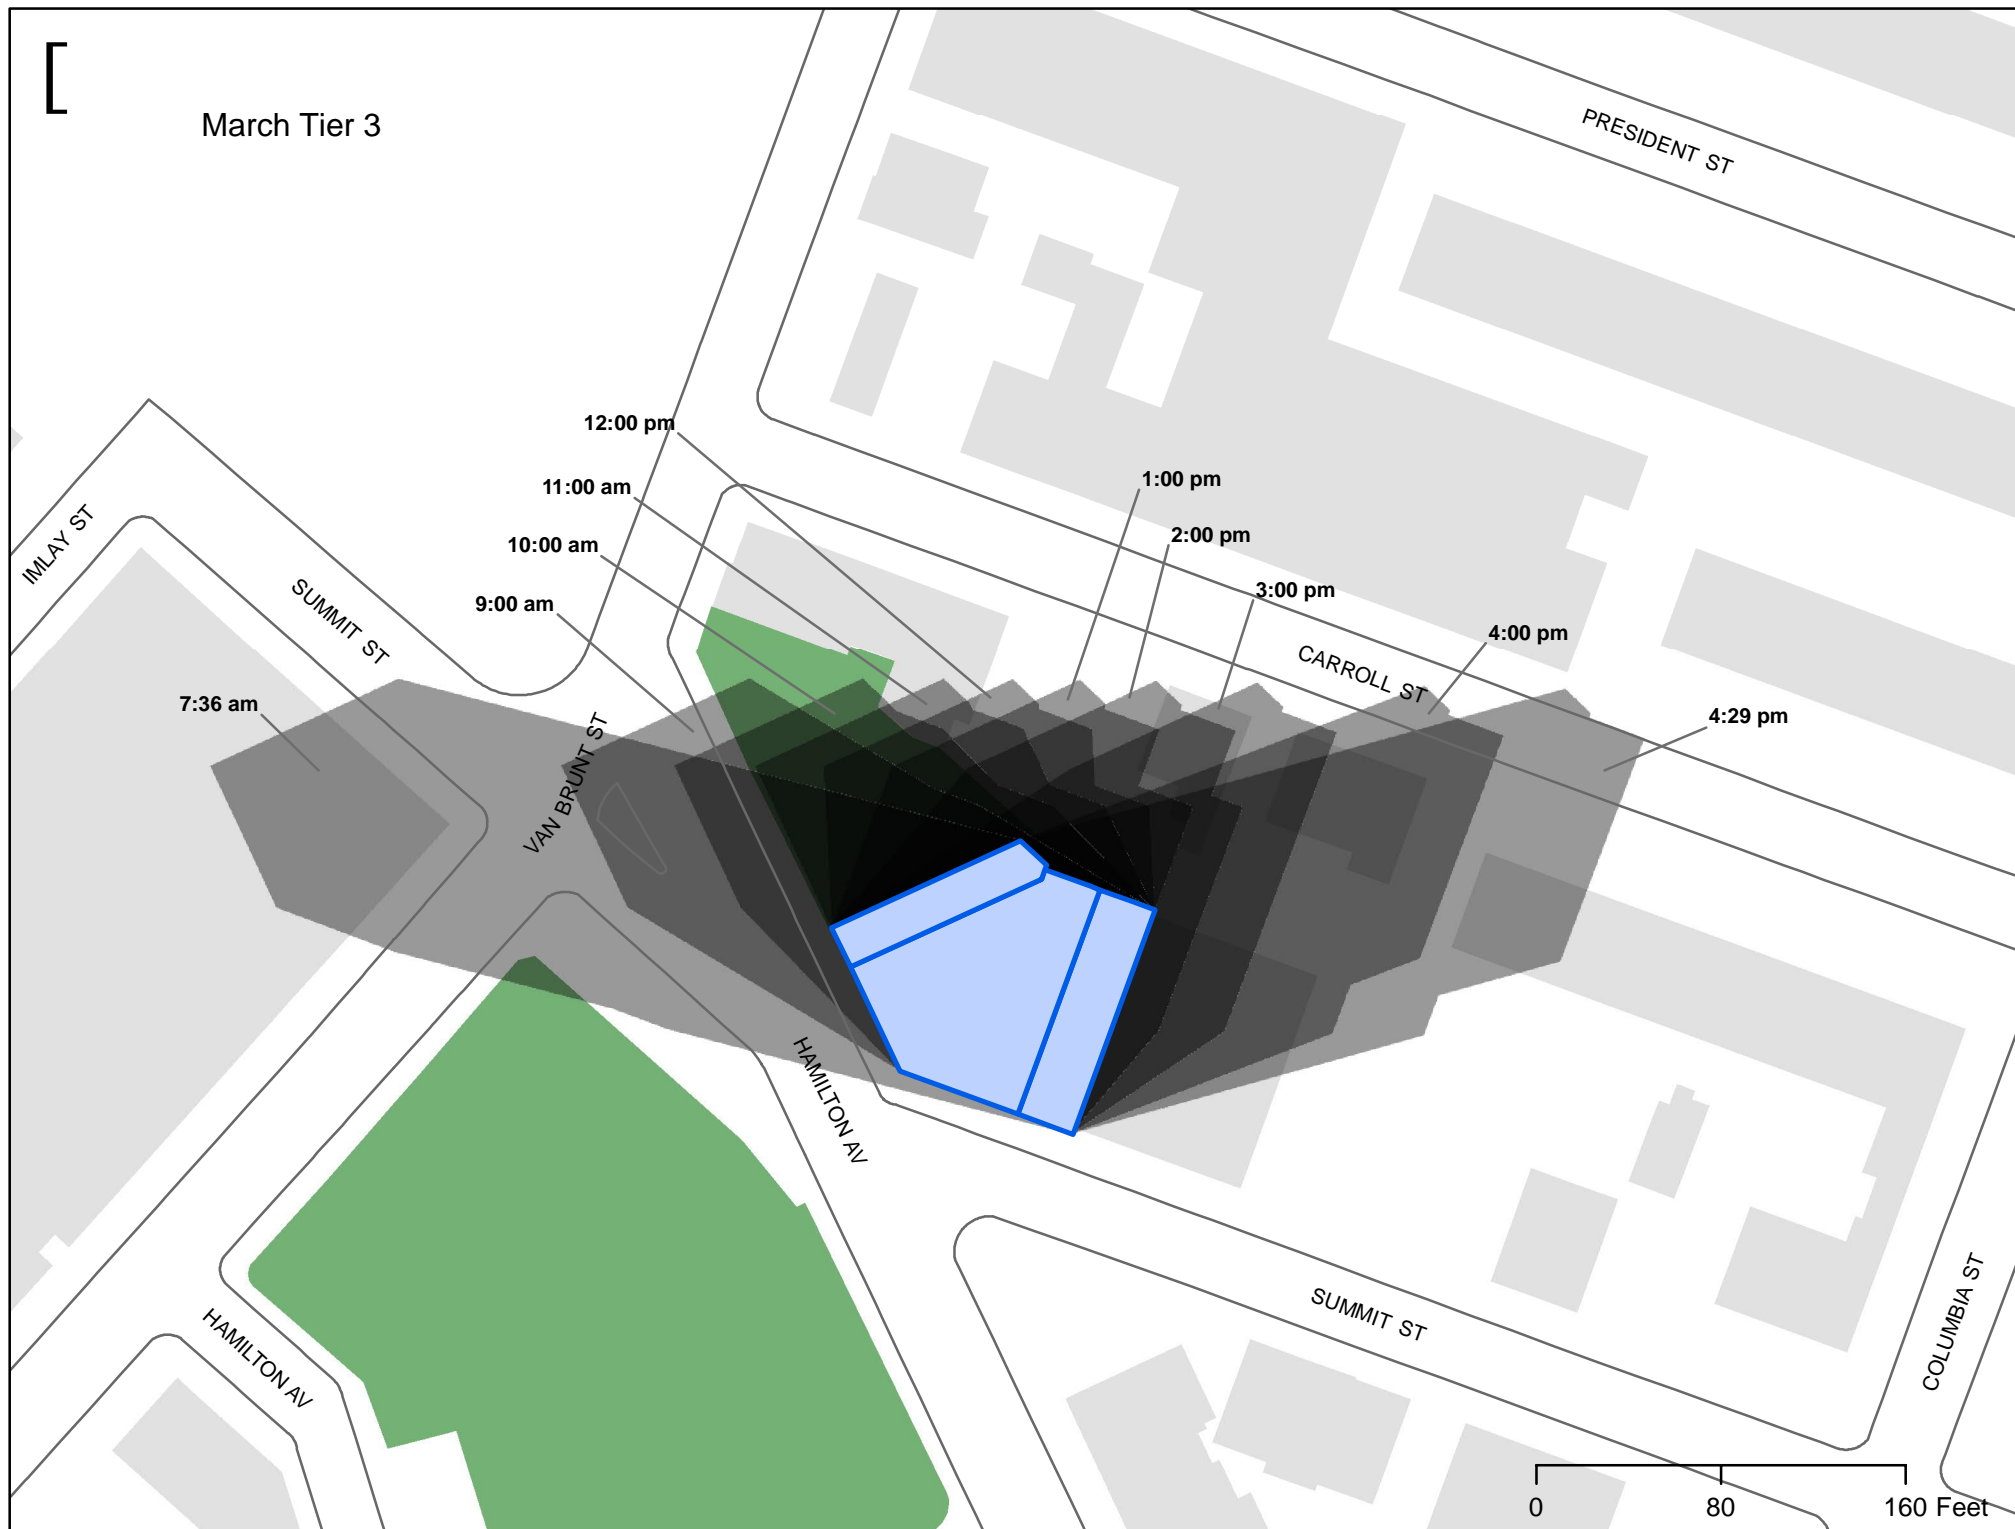 [
March Tier 3
PRESIDENT ST
12:00 pm
1:00 pm
11:00 am
2:00 pm
10:00 am
IMLAY ST
3:00 pm
9:00 am
SUMMIT ST
4:00 pm
CARROLL ST
7:36 am
4:29 pm
VAN BRUNT ST
HAMILTON AV
SUMMIT ST
COLUMBIA ST
HAMILTON AV
0 80 160 Feet